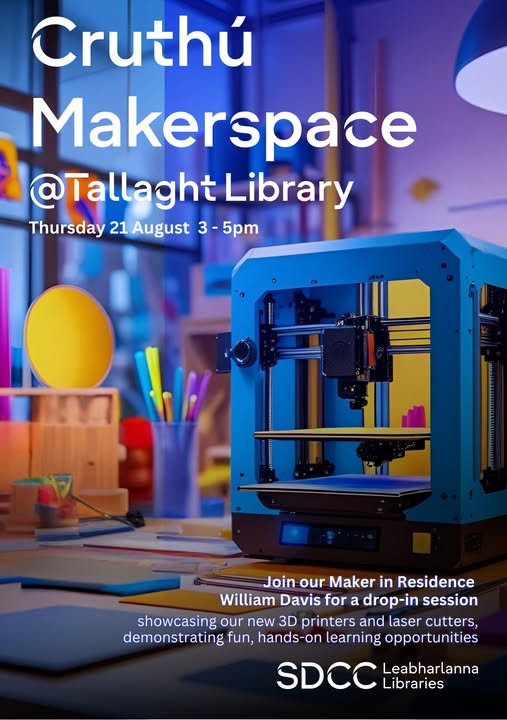 Cruthú
Makerspace
@Tallaght Library
Thursday 21 August 3 - 5pm
Join our Maker in Residence
William Davis for a drop-in session
showcasing our new 3D printers and laser cutters,
demonstrating fun, hands-on learning opportunities
SDCC Leabharlanna
Libraries